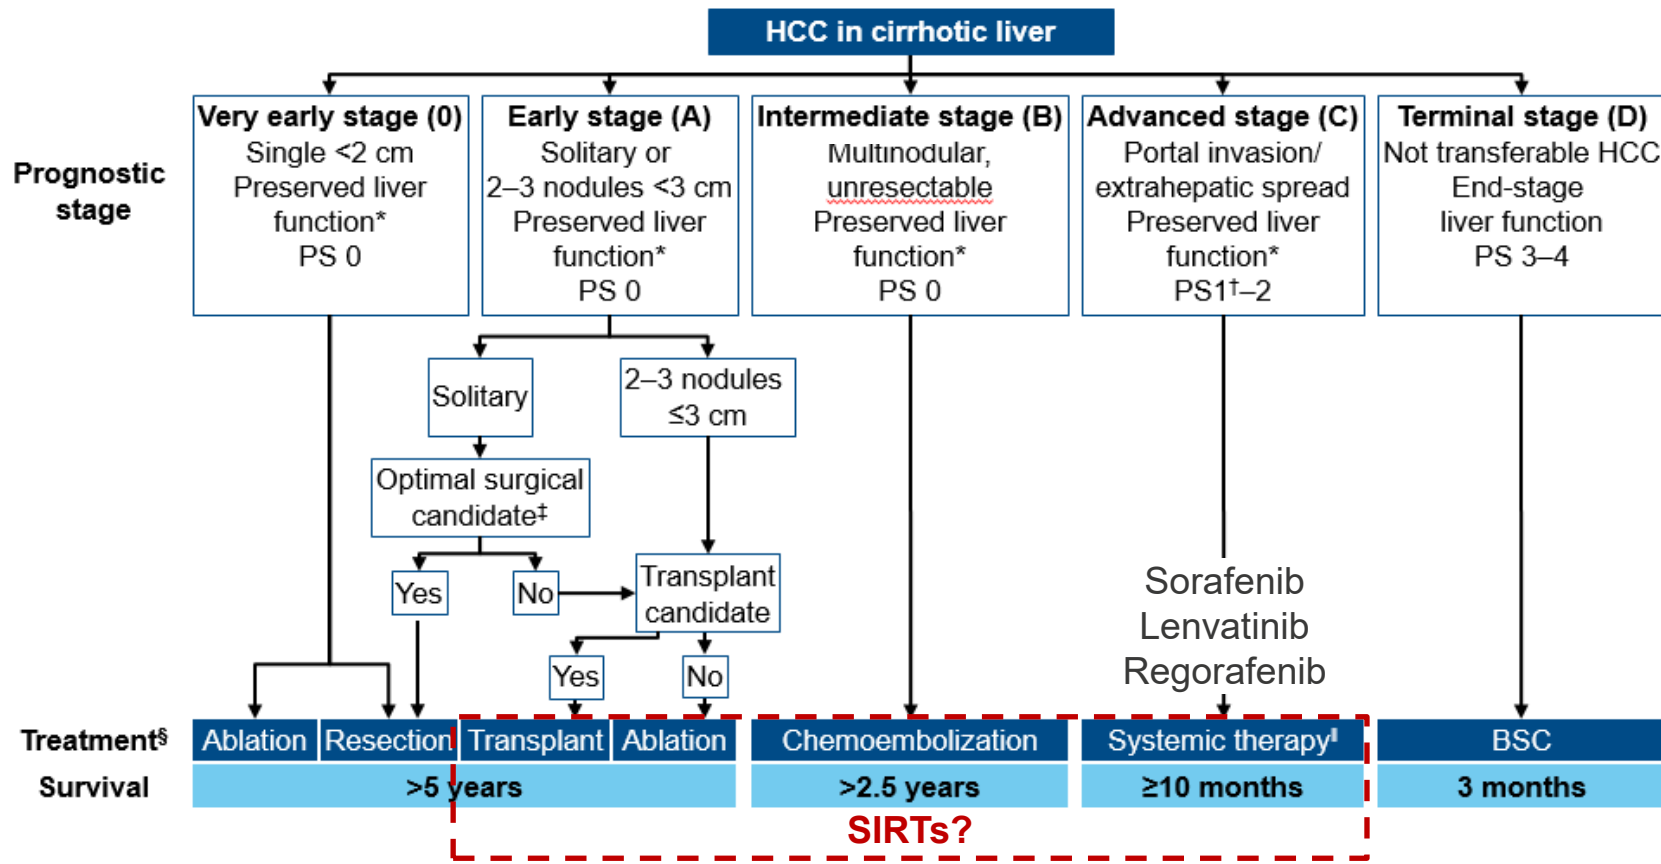 HCC in cirrhotic liver
Prognostic
stage
Very early stage (0)
Single <2 cm
Preserved liver
function*
PS 0
Early stage (A)
Solitary or
2–3 nodules <3 cm
Preserved liver
function*
PS 0
Intermediate stage (B)
Multinodular,
unresectable
Preserved liver
function*
PS 0
Advanced stage (C)
Portal invasion/
extrahepatic spread
Preserved liver
function*
PS1†–2
Terminal stage (D)
Not transferable HCC
End-stage
liver function
PS 3–4
Solitary
2–3 nodules
≤3 cm
Optimal surgical
candidate‡
Yes
No
Transplant
candidate
Yes
No
Sorafenib
Lenvatinib
Regorafenib
Treatment§
Ablation
Resection
Transplant
Ablation
Chemoembolization
Systemic therapy‖
BSC
Survival
>5 years
>2.5 years
≥10 months
3 months
SIRTs?